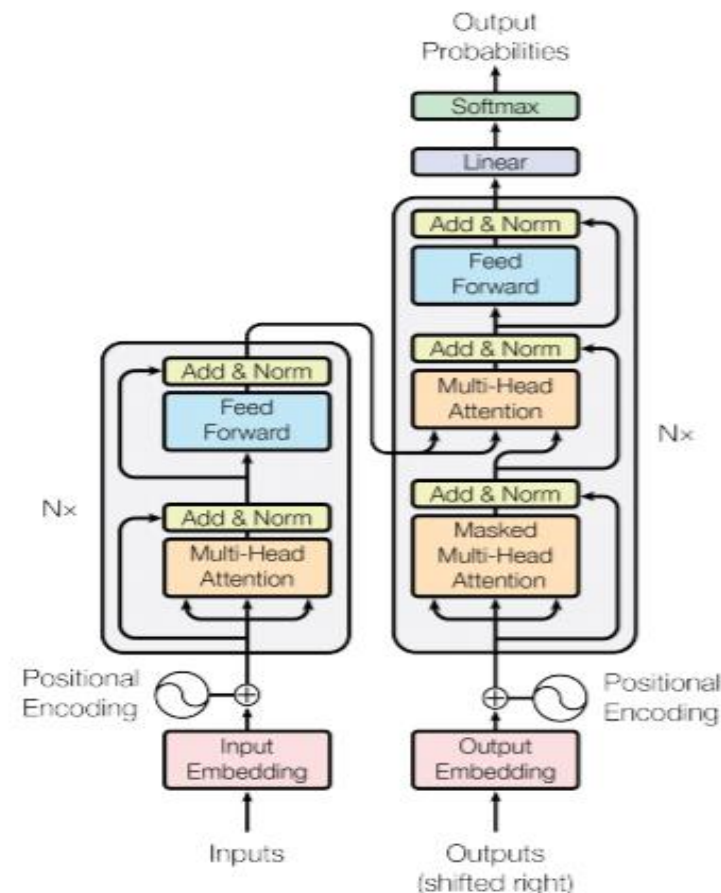 Output
Probabilities
Softmax
Linear
Add & Norm
Feed
Forward
Add & Norm
Multi-Head
Attention
Add & Norm
Masked
Multi-Head
Attention
Nx
Add & Norm
Feed
Forward
Add & Norm
Multi-Head
Attention
Nx
Positional
Encoding
Positional
Encoding
Input
Embedding
Output
Embedding
Inputs
Outputs
(shifted right)